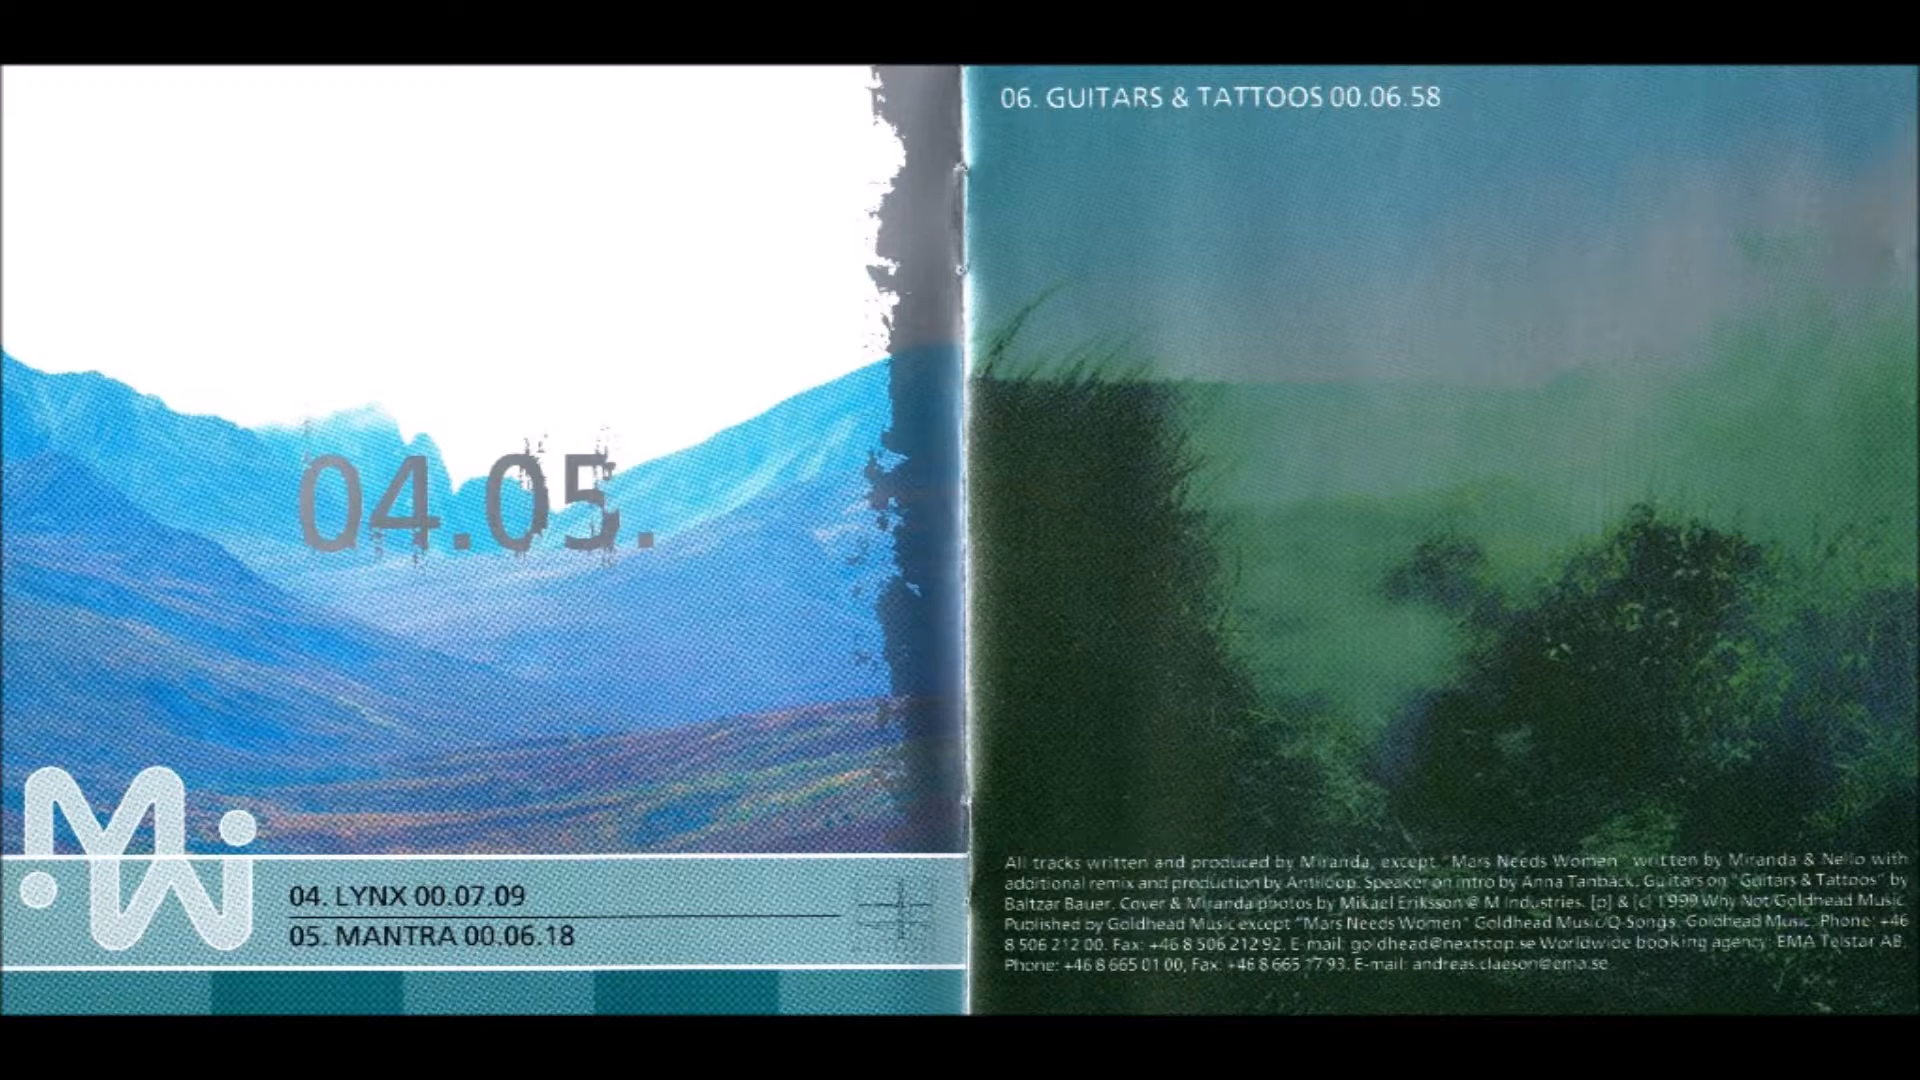 04.05.
Mi
04. LYNX 00.07.09
05. MANTRA 00.06.18
06. GUITARS & TATTOOS 00.06.58
All tracks written and produced by Miranda, except "Mars Needs Women" written by Miranda & Nello with
additional remix and production by Antiloop. Speaker on intro by Anna Tanback. Guitars on "Guitars & Tattoos" by
Baltzar Bauer. Cover & Miranda photos by Mikael Eriksson @ M Industries. [p] & [c] 1999 Why Not/Goldhead Music.
Published by Goldhead Music except "Mars Needs Women" Goldhead Music/Q-Songs. Goldhead Music. Phone: +46
8 506 212 00. Fax: +46 8 506 212 92. E-mail: goldhead@nextstop.se Worldwide booking agency: EMA Telstar AB.
Phone: +46 8 665 01 00, Fax: +46 8 665 17 93. E-mail: andreas.claeson@ema.se